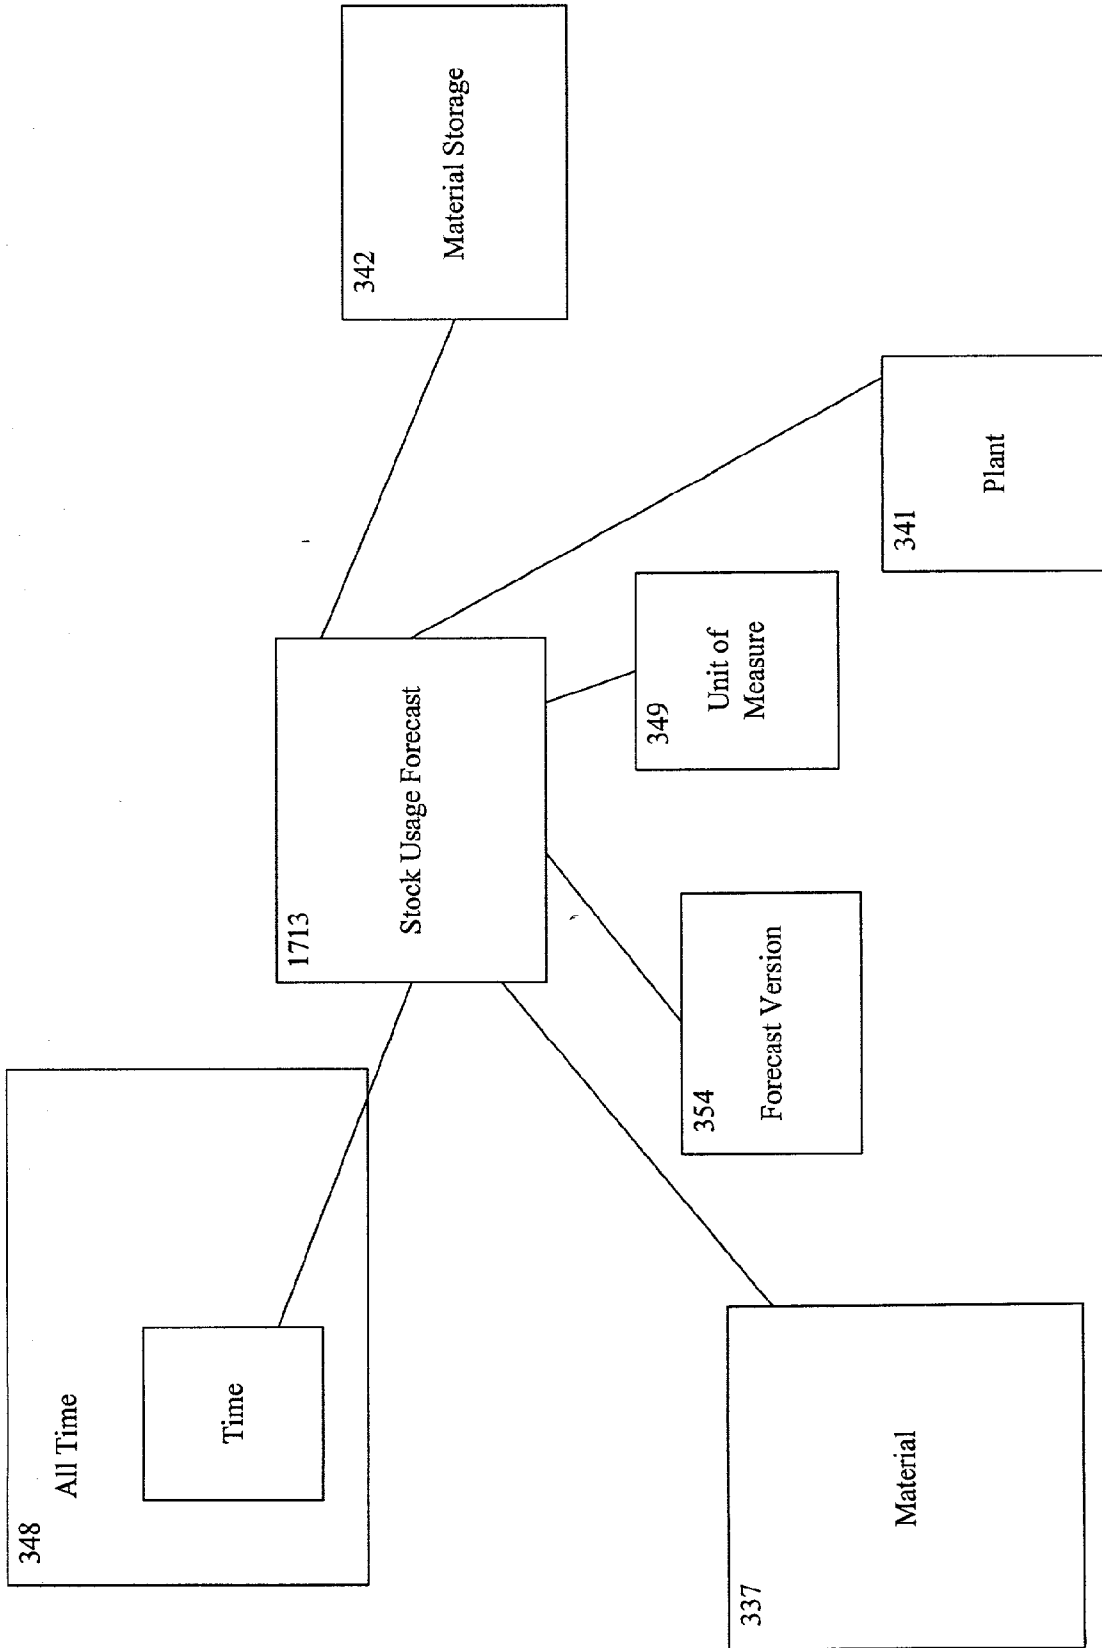 348
All Time
Time
1713
Stock Usage Forecast
342
Material Storage
337
Material
354
Forecast Version
349
Unit of
Measure
341
Plant